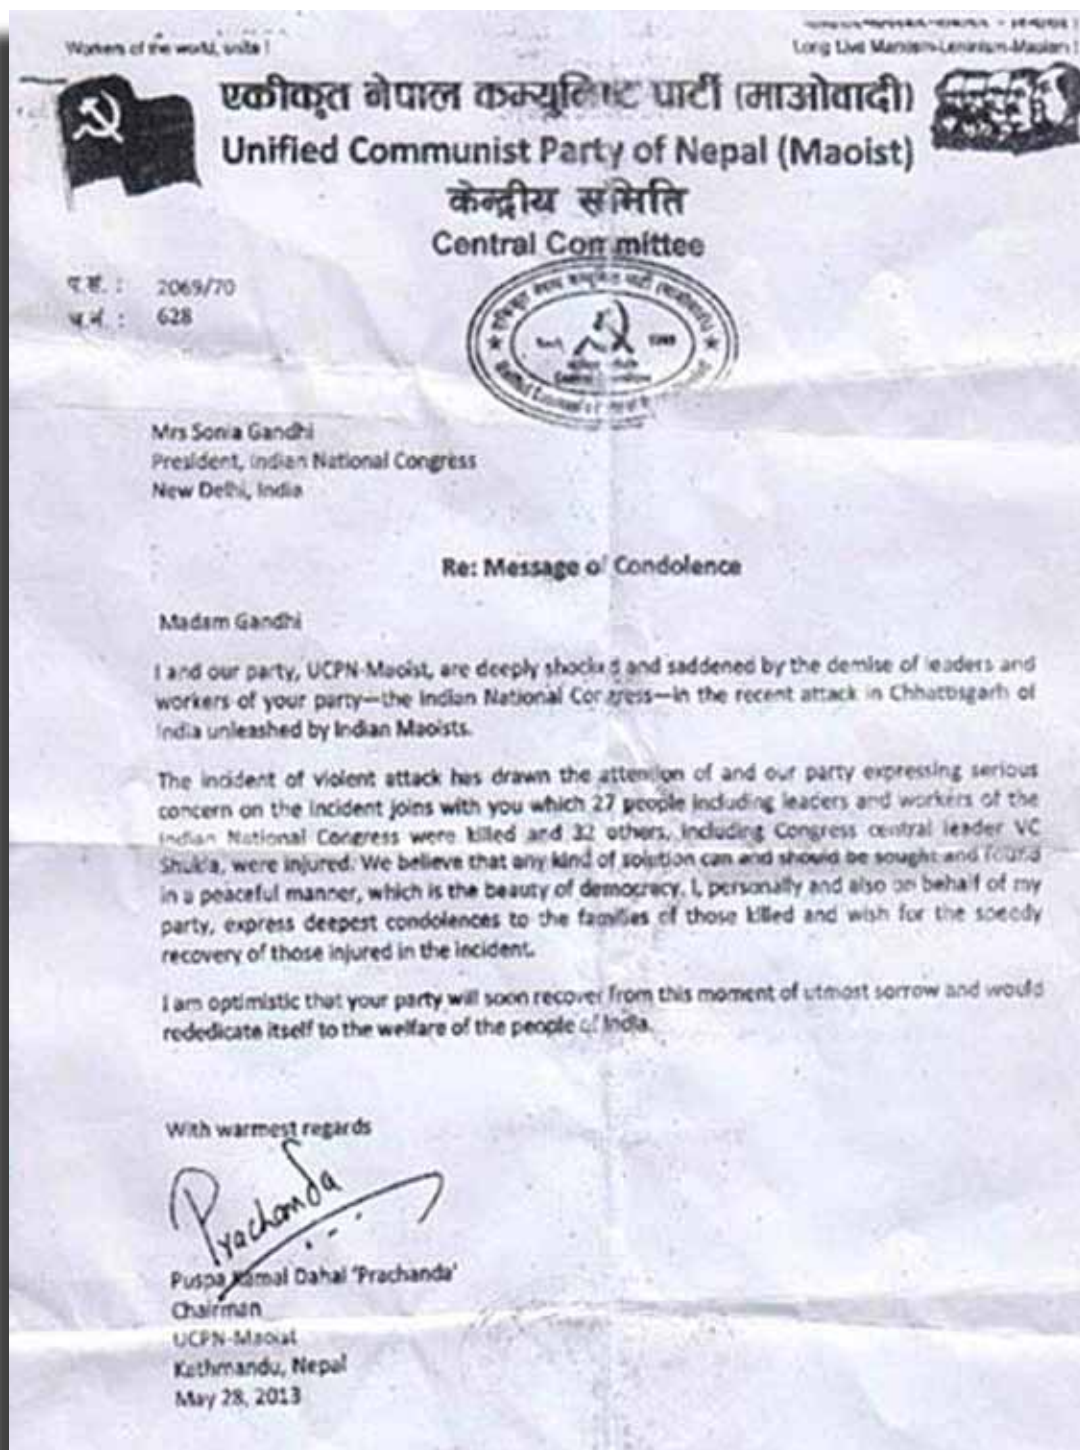 Workers of the world, unite !
Long Live Marxism-Leninism-Maoism !
एकीकृत नेपाल कम्युनिष्ट पार्टी (माओवादी)
Unified Communist Party of Nepal (Maoist)
केन्द्रीय समिति
Central Committee
प.सं. : 2069/70
च.नं. : 628
Mrs Sonia Gandhi
President, Indian National Congress
New Delhi, India
Re: Message of Condolence
Madam Gandhi
I and our party, UCPN-Maoist, are deeply shocked and saddened by the demise of leaders and
workers of your party—the Indian National Congress—in the recent attack in Chhattisgarh of
India unleashed by Indian Maoists.
The incident of violent attack has drawn the attention of and our party expressing serious
concern on the incident joins with you which 27 people including leaders and workers of the
Indian National Congress were killed and 32 others, including Congress central leader VC
Shukla, were injured. We believe that any kind of solution can and should be sought and found
in a peaceful manner, which is the beauty of democracy. I, personally and also on behalf of my
party, express deepest condolences to the families of those killed and wish for the speedy
recovery of those injured in the incident.
I am optimistic that your party will soon recover from this moment of utmost sorrow and would
rededicate itself to the welfare of the people of India.
With warmest regards
Prachanda
Puspa Kamal Dahal 'Prachanda'
Chairman
UCPN-Maoist
Kathmandu, Nepal
May 28, 2013